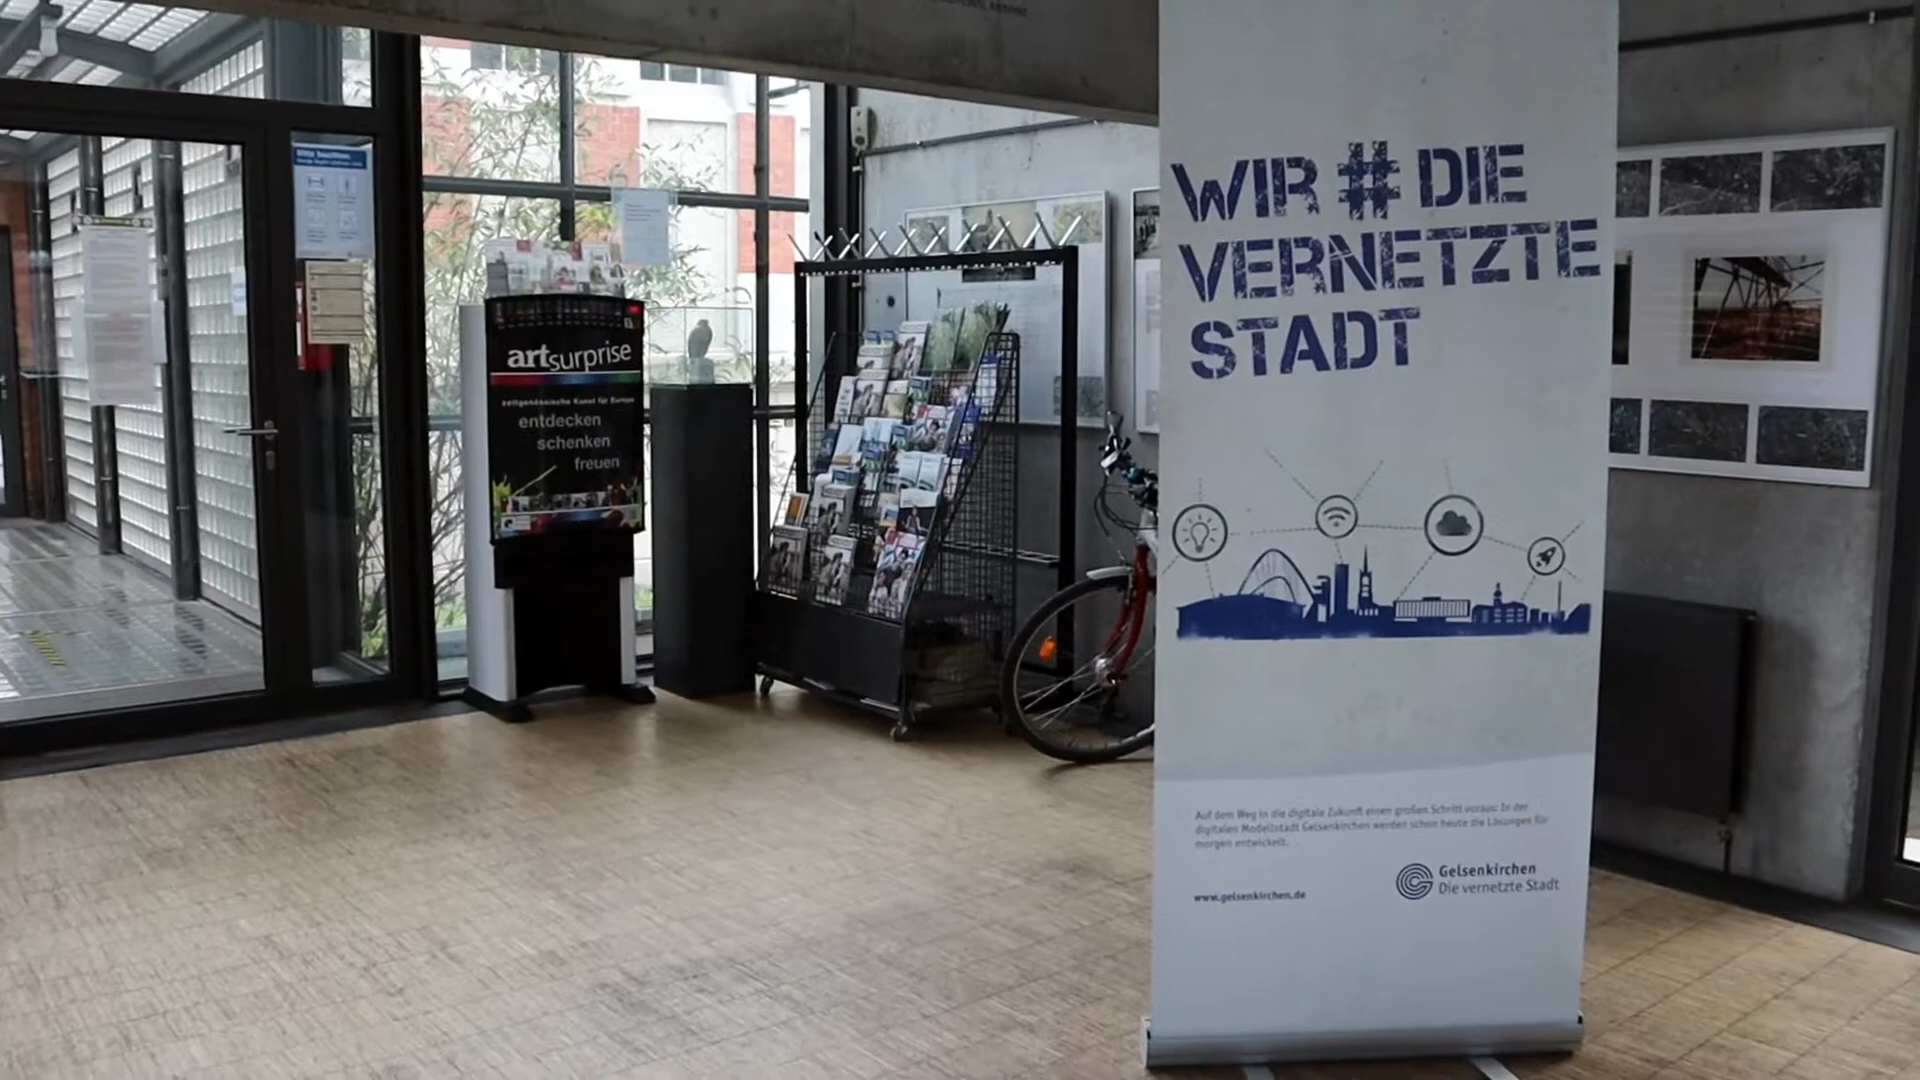 Bitte beachten.
artsurprise
zeitgenössische Kunst für Europa
entdecken
schenken
freuen
WIR # DIE
VERNETZTE
STADT
Auf dem Weg in die digitale Zukunft einen großen Schritt voraus: In der
digitalen Modellstadt Gelsenkirchen werden schon heute die Lösungen für
morgen entwickelt.
www.gelsenkirchen.de
Gelsenkirchen
Die vernetzte Stadt